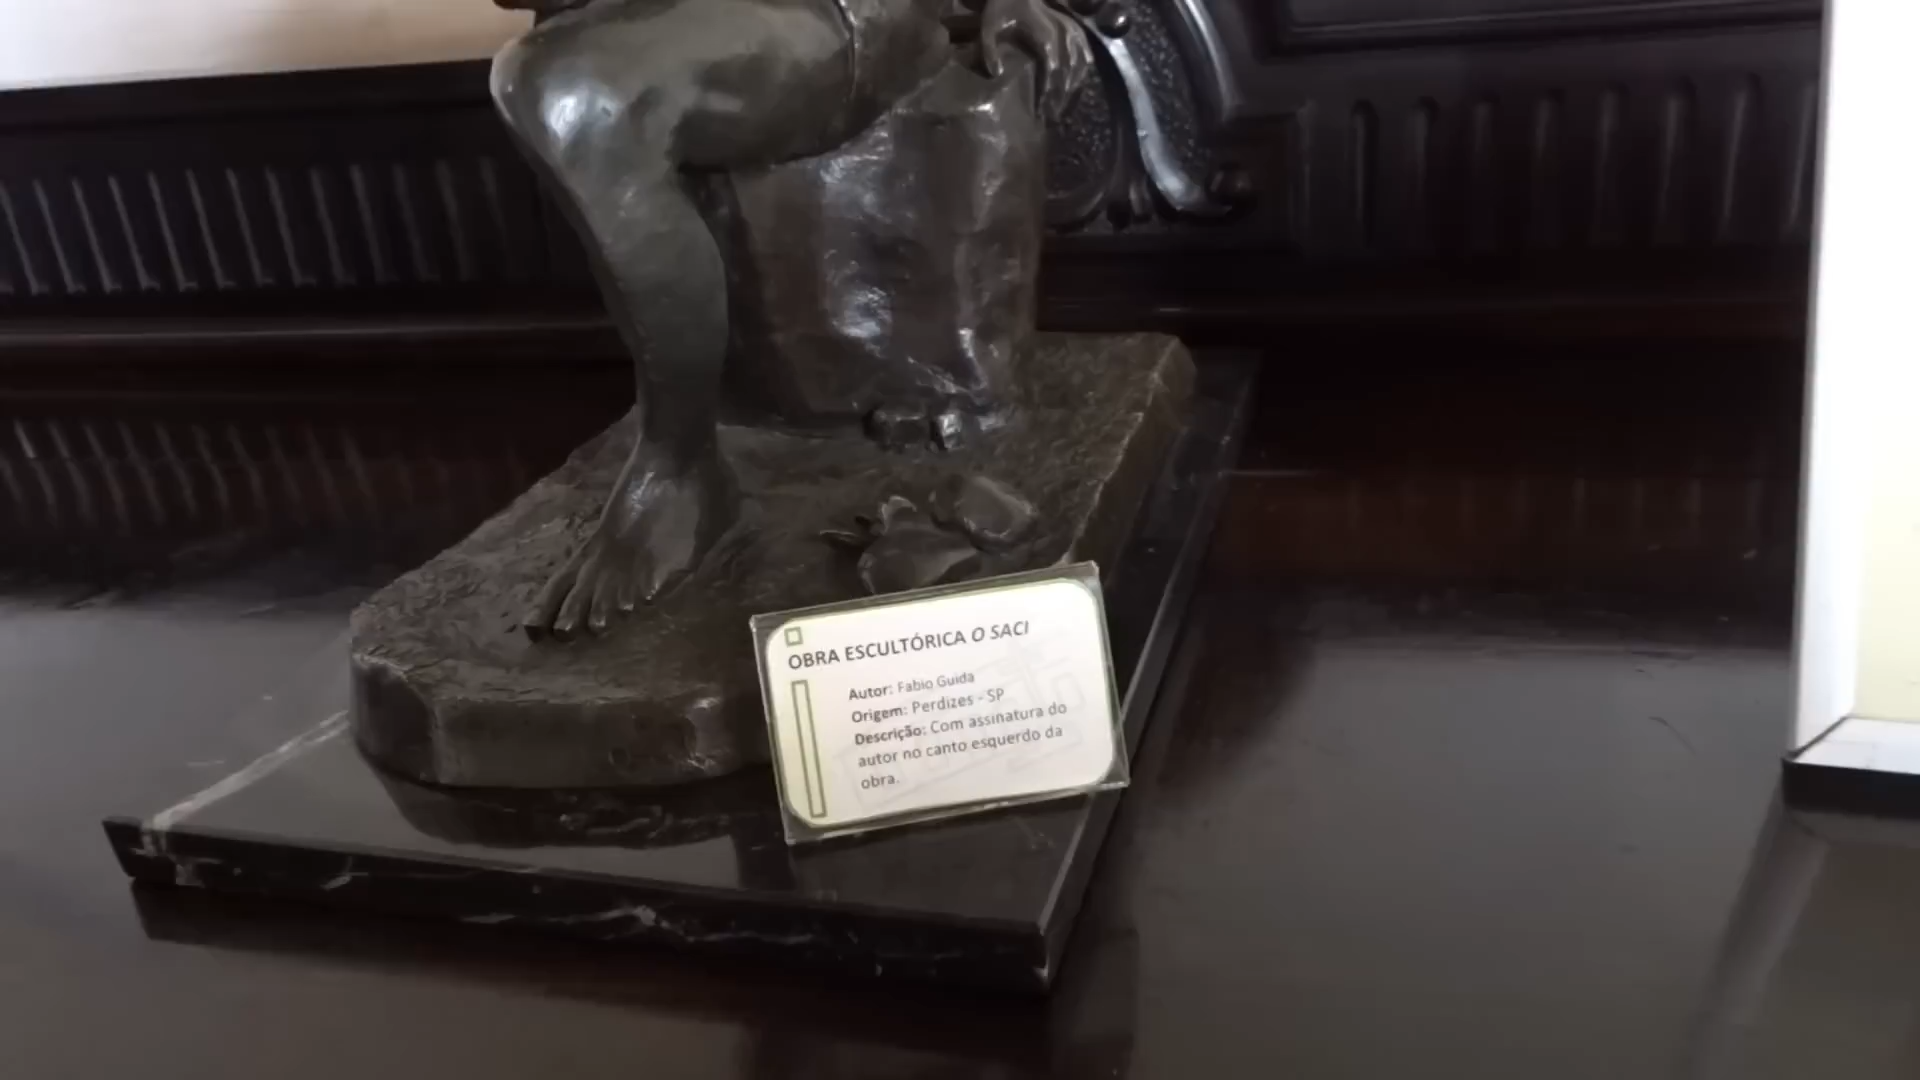 OBRA ESCULTÓRICA O SACI
Autor: Fabio Guida
Origem: Perdizes - SP
Descrição: Com assinatura do
autor no canto esquerdo da
obra.